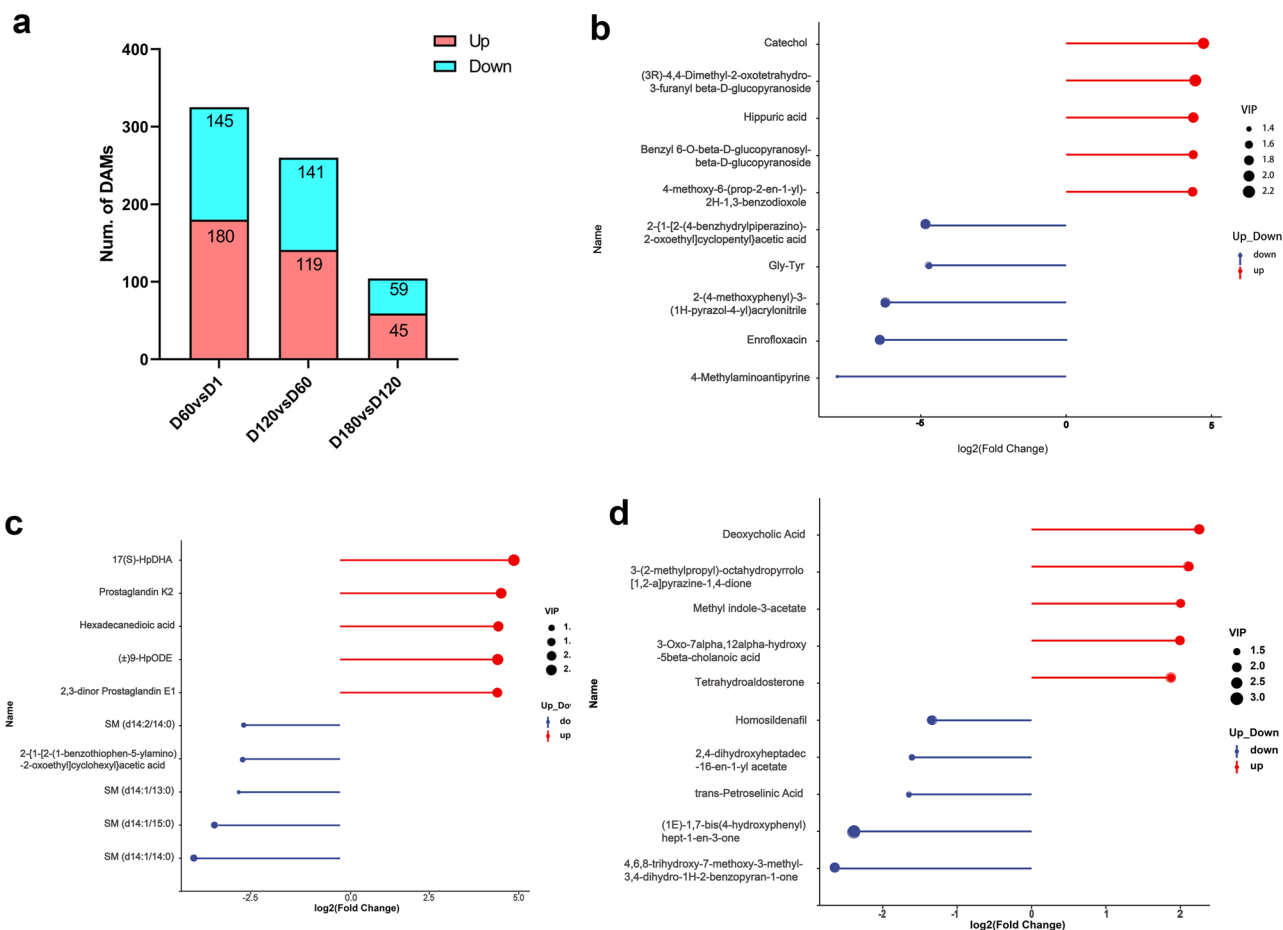 a
Up
Down
400
300
200
100
0
Num. of DAMs
145
180
141
119
59
45
D60vsD1
D120vsD60
D180vsD120
b
Name
Catechol
(3R)-4,4-Dimethyl-2-oxotetrahydro-
3-furanyl beta-D-glucopyranoside
Hippuric acid
Benzyl 6-O-beta-D-glucopyranosyl-
beta-D-glucopyranoside
4-methoxy-6-(prop-2-en-1-yl)-
2H-1,3-benzodioxole
2-{1-[2-(4-benzhydrylpiperazino)-
2-oxoethyl]cyclopentyl}acetic acid
Gly-Tyr
2-(4-methoxyphenyl)-3-
(1H-pyrazol-4-yl)acrylonitrile
Enrofloxacin
4-Methylaminoantipyrine
-5 0 5
log2(Fold Change)
VIP
1.4
1.6
1.8
2.0
2.2
Up_Down
down
up
c
Name
17(S)-HpDHA
Prostaglandin K2
Hexadecanedioic acid
(±)9-HpODE
2,3-dinor Prostaglandin E1
SM (d14:2/14:0)
2-{1-[2-(1-benzothiophen-5-ylamino)
-2-oxoethyl]cyclohexyl}acetic acid
SM (d14:1/13:0)
SM (d14:1/15:0)
SM (d14:1/14:0)
-2.5 0.0 2.5 5.0
log2(Fold Change)
VIP
1.
1.
2.
2.
Up_Do
do
up
d
Name
Deoxycholic Acid
3-(2-methylpropyl)-octahydropyrrolo
[1,2-a]pyrazine-1,4-dione
Methyl indole-3-acetate
3-Oxo-7alpha,12alpha-hydroxy
-5beta-cholanoic acid
Tetrahydroaldosterone
Homosildenafil
2,4-dihydroxyheptadec
-16-en-1-yl acetate
trans-Petroselinic Acid
(1E)-1,7-bis(4-hydroxyphenyl)
hept-1-en-3-one
4,6,8-trihydroxy-7-methoxy-3-methyl-
3,4-dihydro-1H-2-benzopyran-1-one
-2 -1 0 1 2
log2(Fold Change)
VIP
1.5
2.0
2.5
3.0
Up_Down
down
up